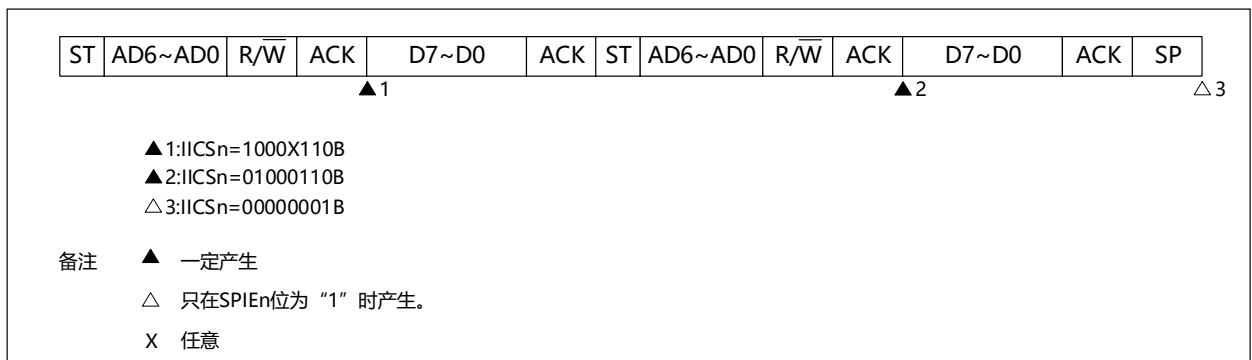 ST AD6~AD0 R/W̅ ACK D7~D0 ACK ST AD6~AD0 R/W̅ ACK D7~D0 ACK SP
▲1 ▲2 △3
▲1:IICSn=1000X110B
▲2:IICSn=01000110B
△3:IICSn=00000001B
备注 ▲ 一定产生
△ 只在SPIEn位为“1”时产生。
X 任意